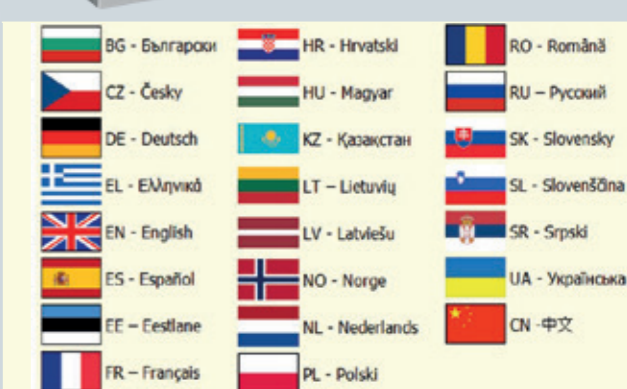 BG - Български
CZ - Česky
DE - Deutsch
EL - Ελληνικά
EN - English
ES - Español
EE – Eestlane
FR – Français
HR - Hrvatski
HU - Magyar
KZ - Қазақстан
LT – Lietuvių
LV - Latviešu
NO - Norge
NL - Nederlands
PL - Polski
RO - Română
RU – Русский
SK - Slovensky
SL - Slovenščina
SR - Srpski
UA - Українська
CN -中文